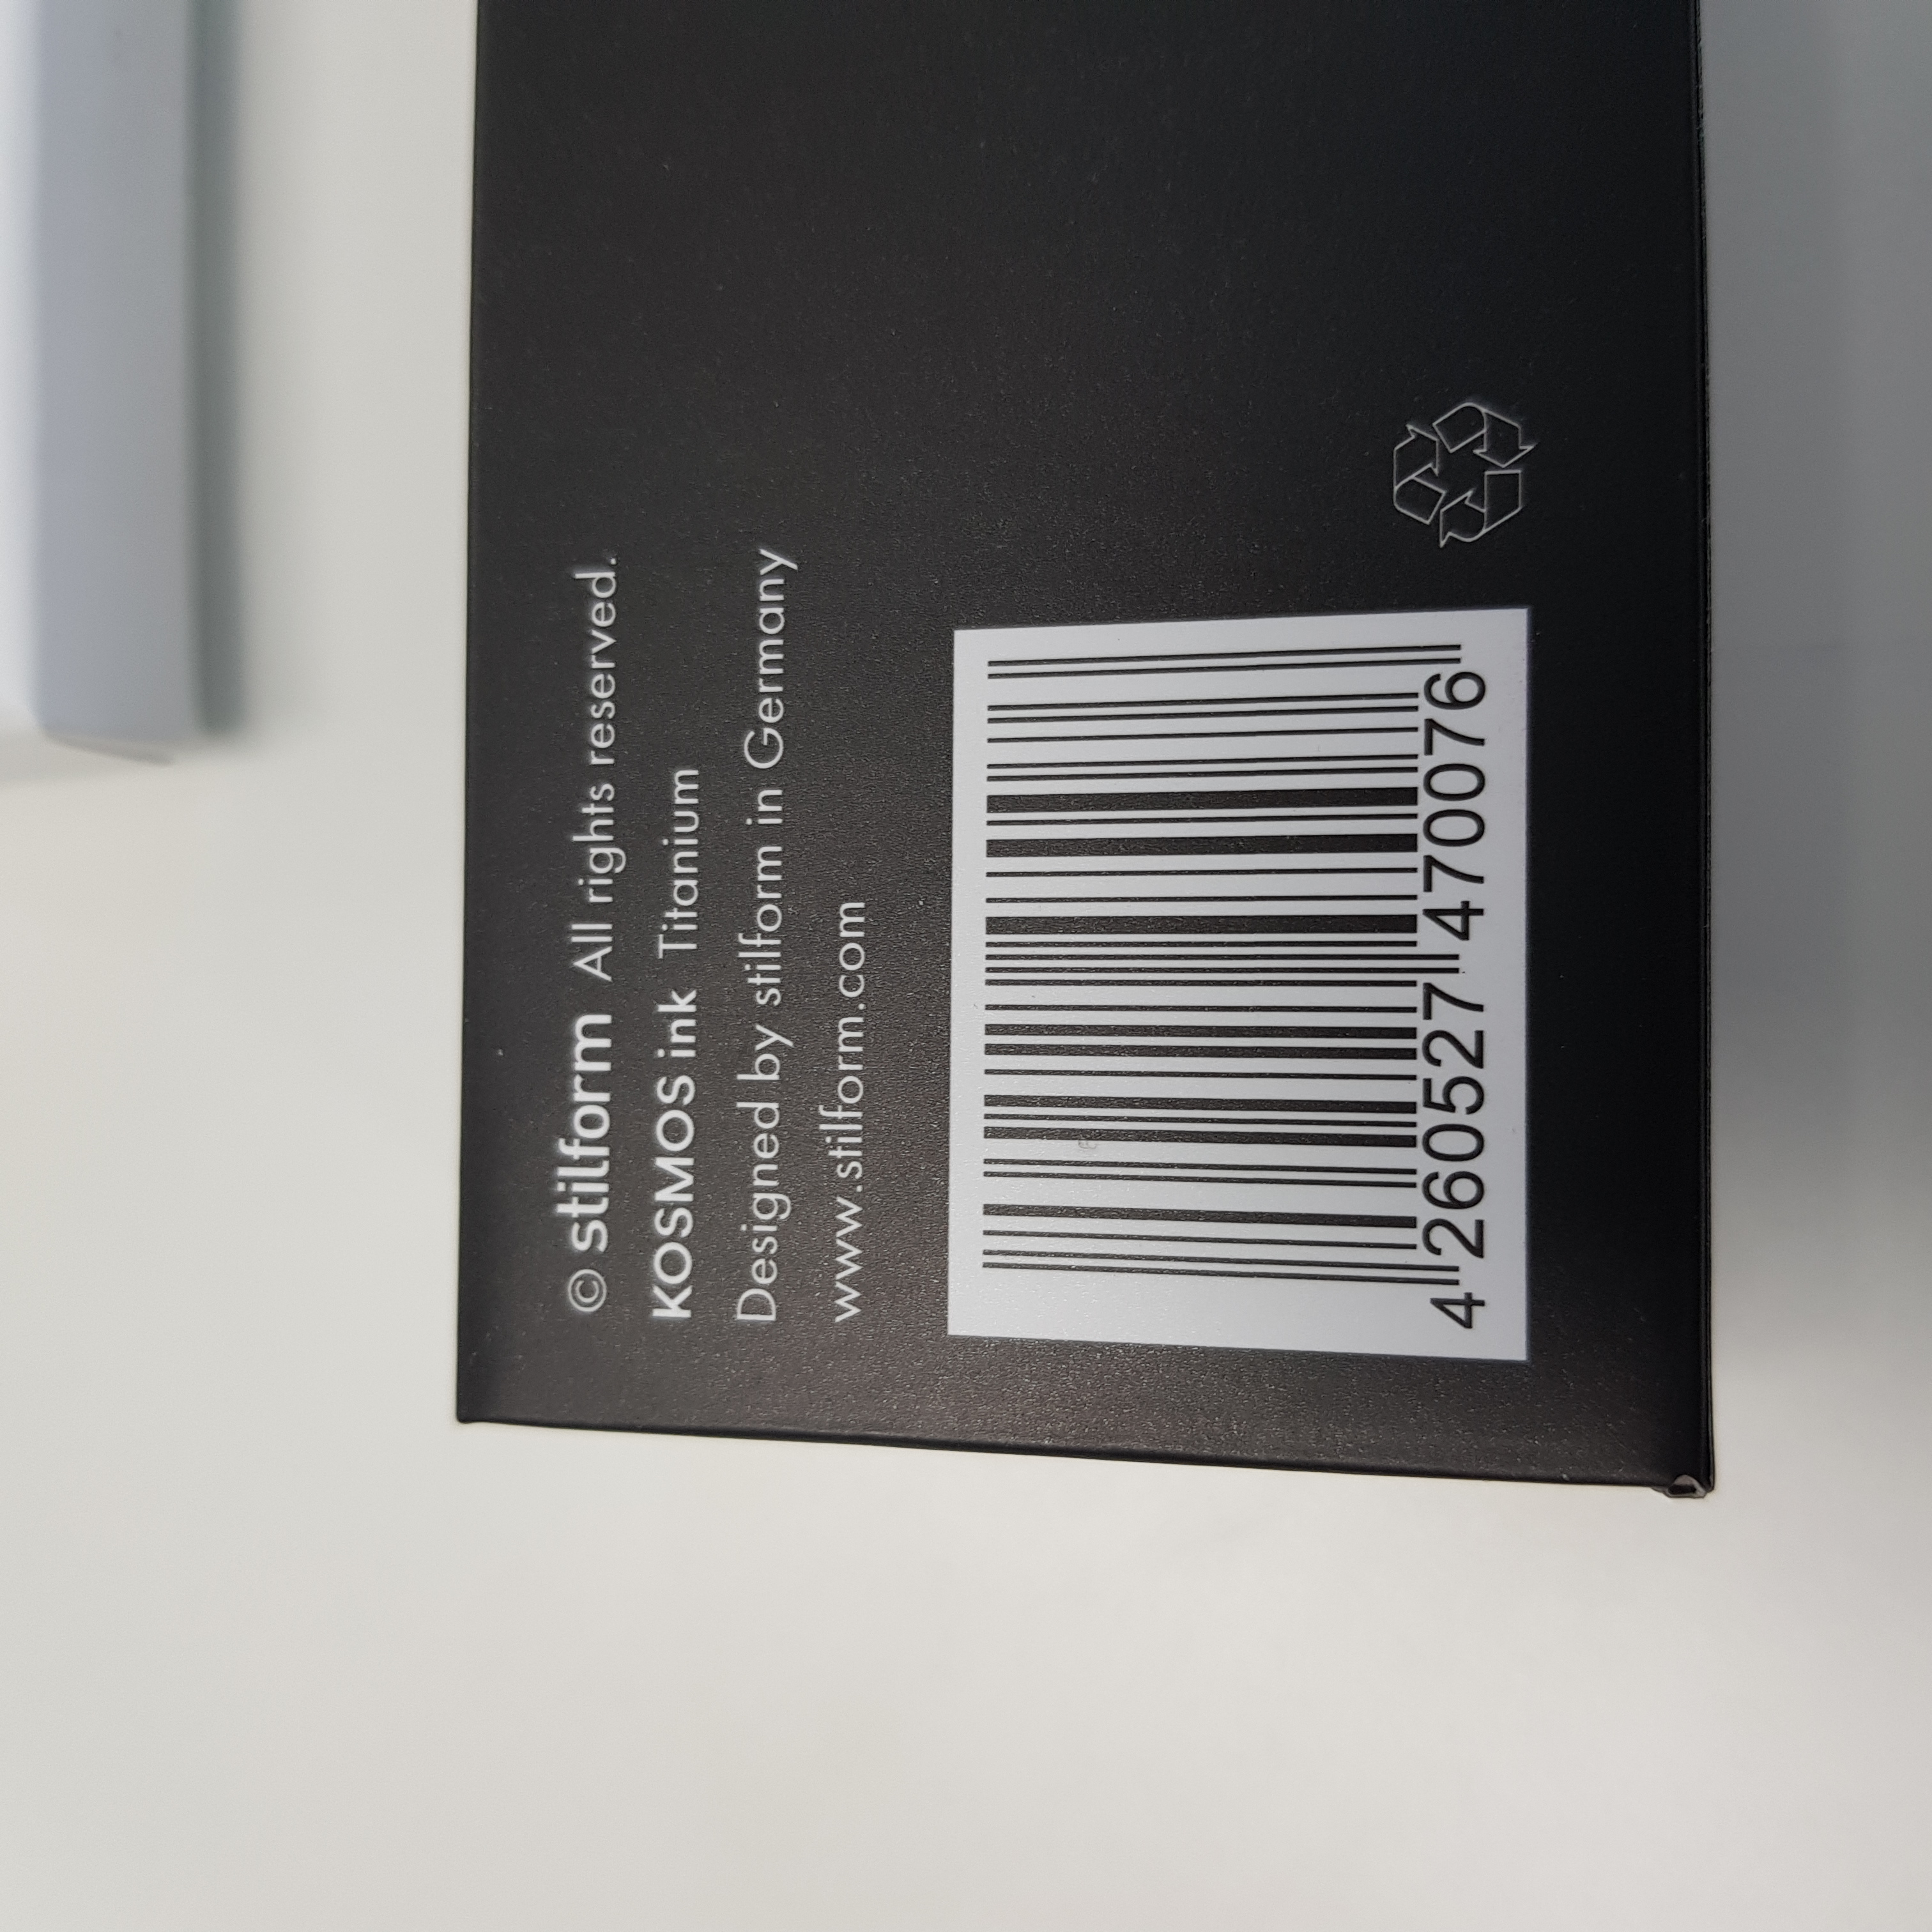 © stilform All rights reserved.
KOSMOS ink Titanium
Designed by stilform in Germany
www.stilform.com
4 260527 470076